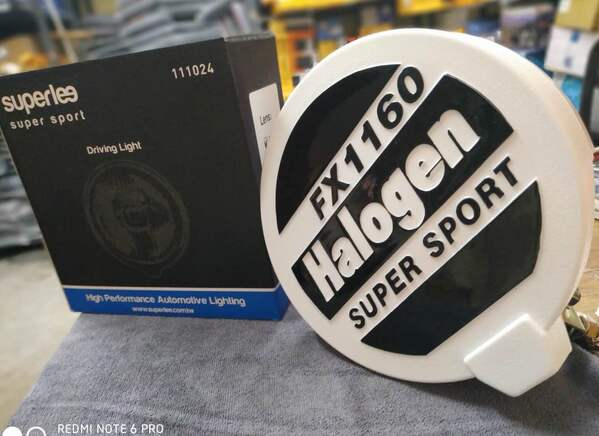 superlee
super sport
111024
Driving Light
Lens:
High Performance Automotive Lighting
www.superlee.com.tw
FX1160
Halogen
SUPER SPORT
REDMI NOTE 6 PRO